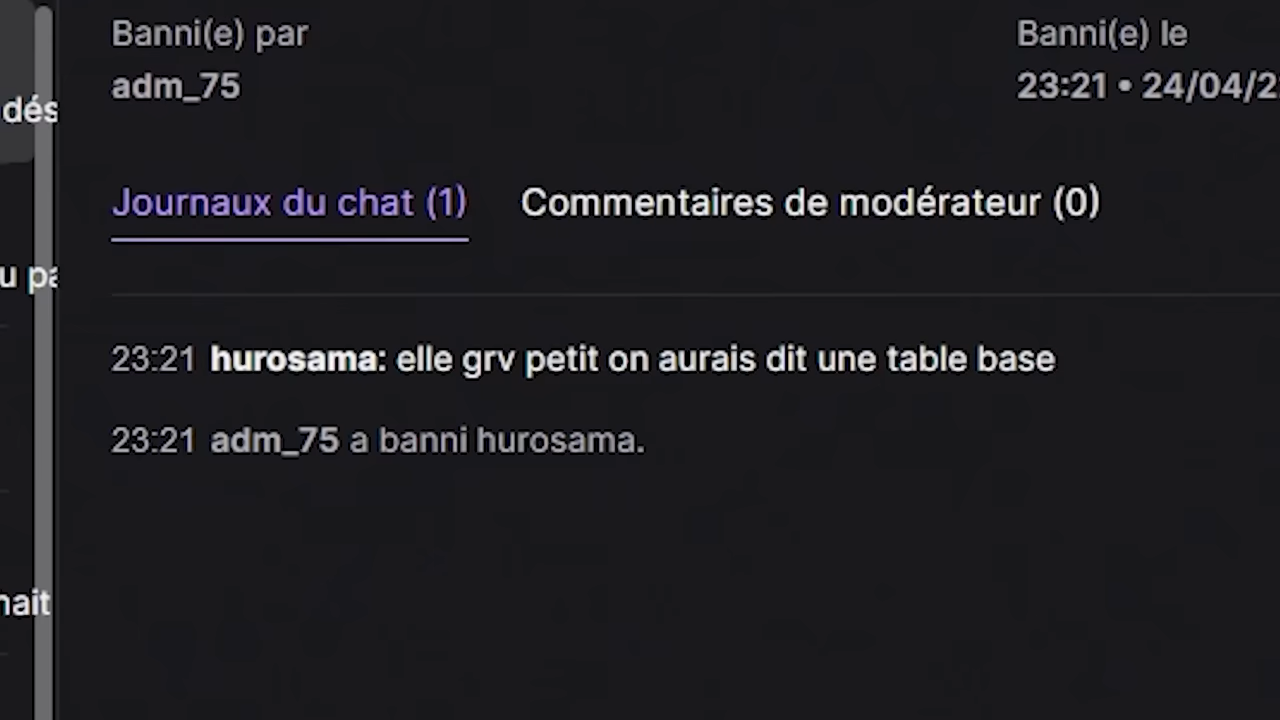 Banni(e) par
Banni(e) le
adm_75
23:21 • 24/04/2
dés
Journaux du chat (1)
Commentaires de modérateur (0)
u pa
23:21 hurosama: elle grv petit on aurais dit une table base
23:21 adm_75 a banni hurosama.
nait